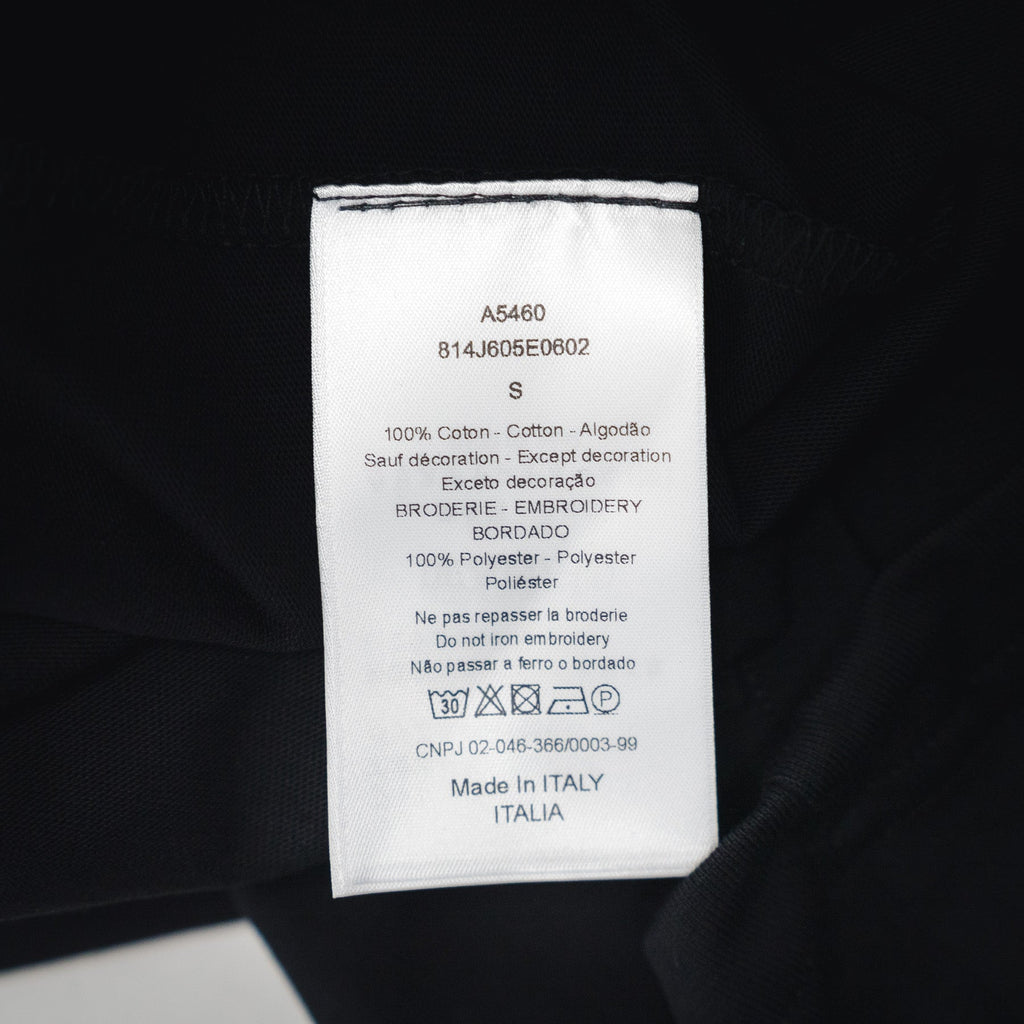 A5460
814J605E0602
S
100% Coton - Cotton - Algodão
Sauf décoration - Except decoration
Exceto decoração
BRODERIE - EMBROIDERY
BORDADO
100% Polyester - Polyester
Poliéster
Ne pas repasser la broderie
Do not iron embroidery
Não passar a ferro o bordado
30 P
CNPJ 02-046-366/0003-99
Made In ITALY
ITALIA